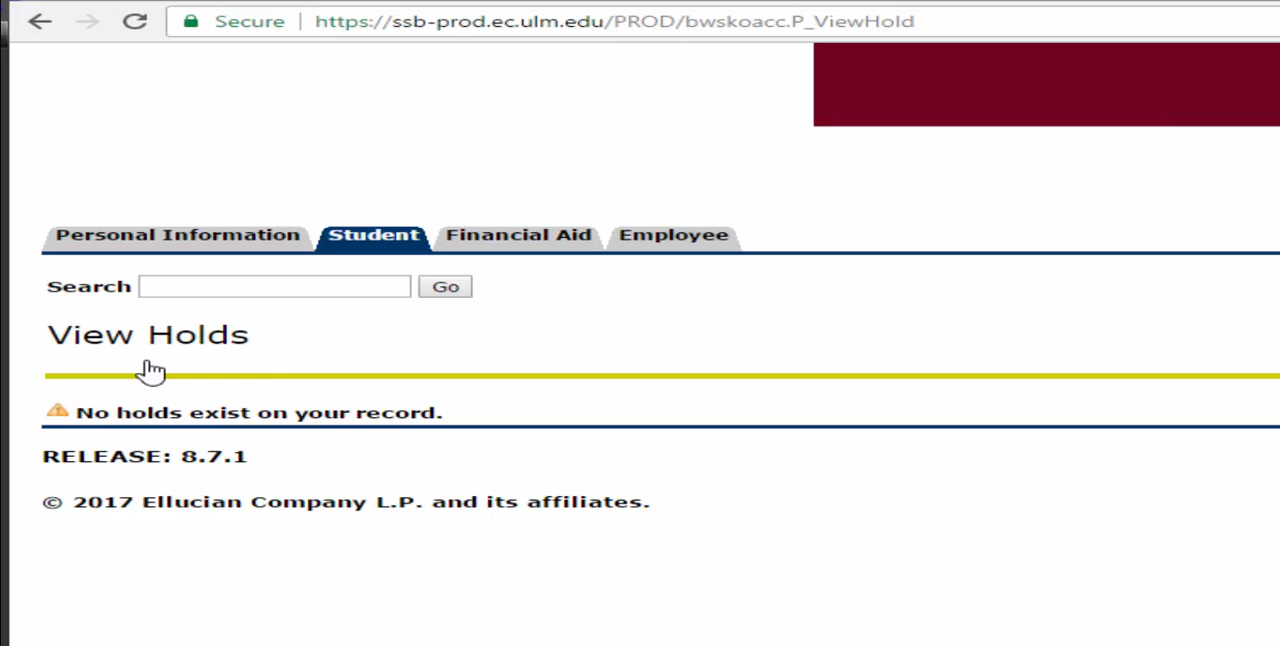 Secure | https://ssb-prod.ec.ulm.edu/PROD/bwskoacc.P_ViewHold
Personal Information Student Financial Aid Employee
Search Go
View Holds
No holds exist on your record.
RELEASE: 8.7.1
© 2017 Ellucian Company L.P. and its affiliates.